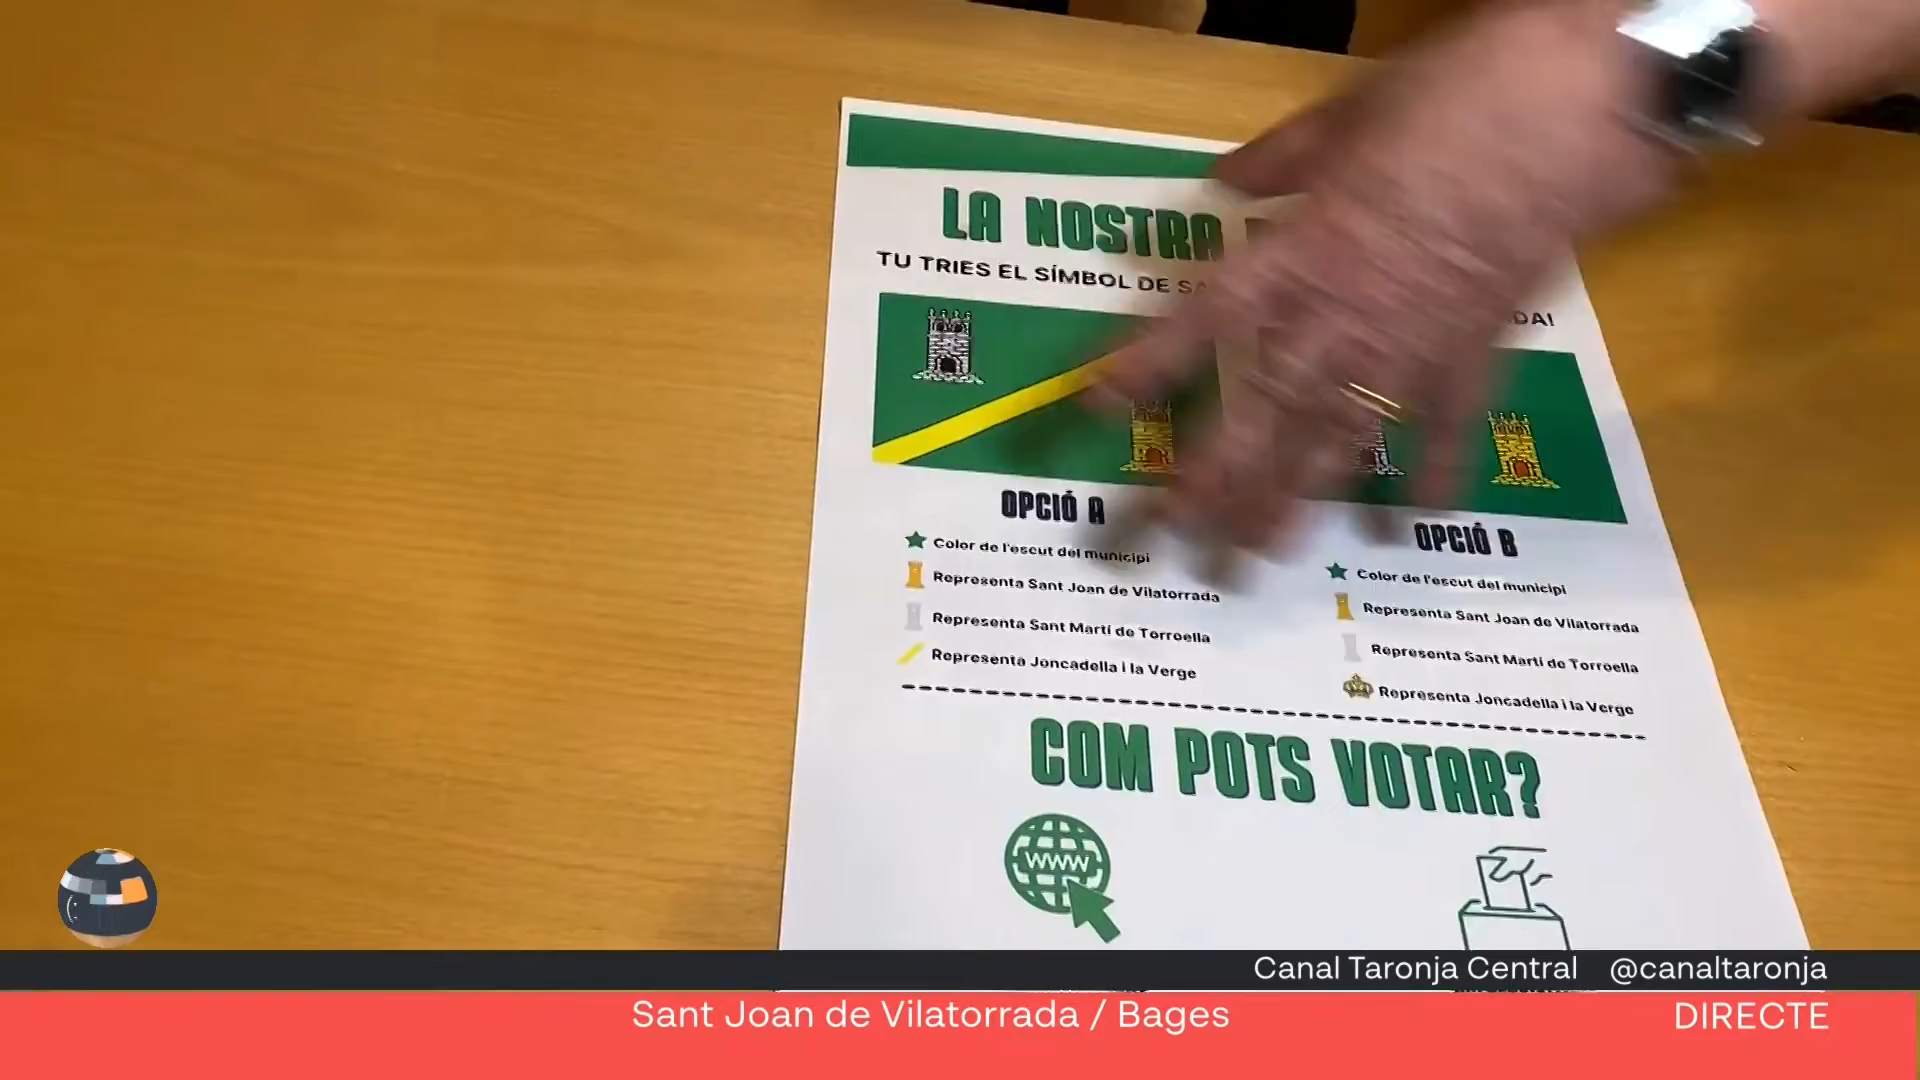 LA NOSTRA
TU TRIES EL SÍMBOL DE
DA!
OPCIÓ A
Color de l'escut del municipi
Representa Sant Joan de Vilatorrada
Representa Sant Martí de Torroella
Representa Joncadella i la Verge
OPCIÓ B
Color de l'escut del municipi
Representa Sant Joan de Vilatorrada
Representa Sant Martí de Torroella
Representa Joncadella i la Verge
COM POTS VOTAR?
WWW
Canal Taronja Central @canaltaronja
Sant Joan de Vilatorrada / Bages
DIRECTE